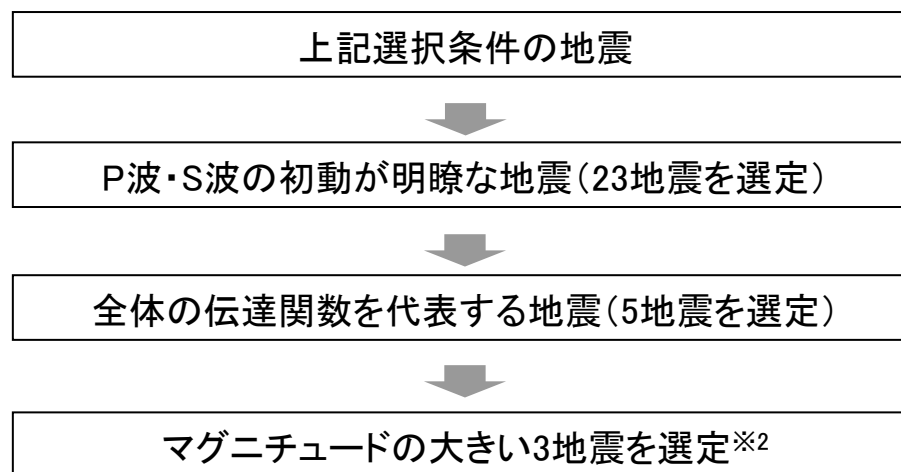 上記選択条件の地震
P波・S波の初動が明瞭な地震（23地震を選定）
全体の伝達関数を代表する地震（5地震を選定）
マグニチュードの大きい3地震を選定※2